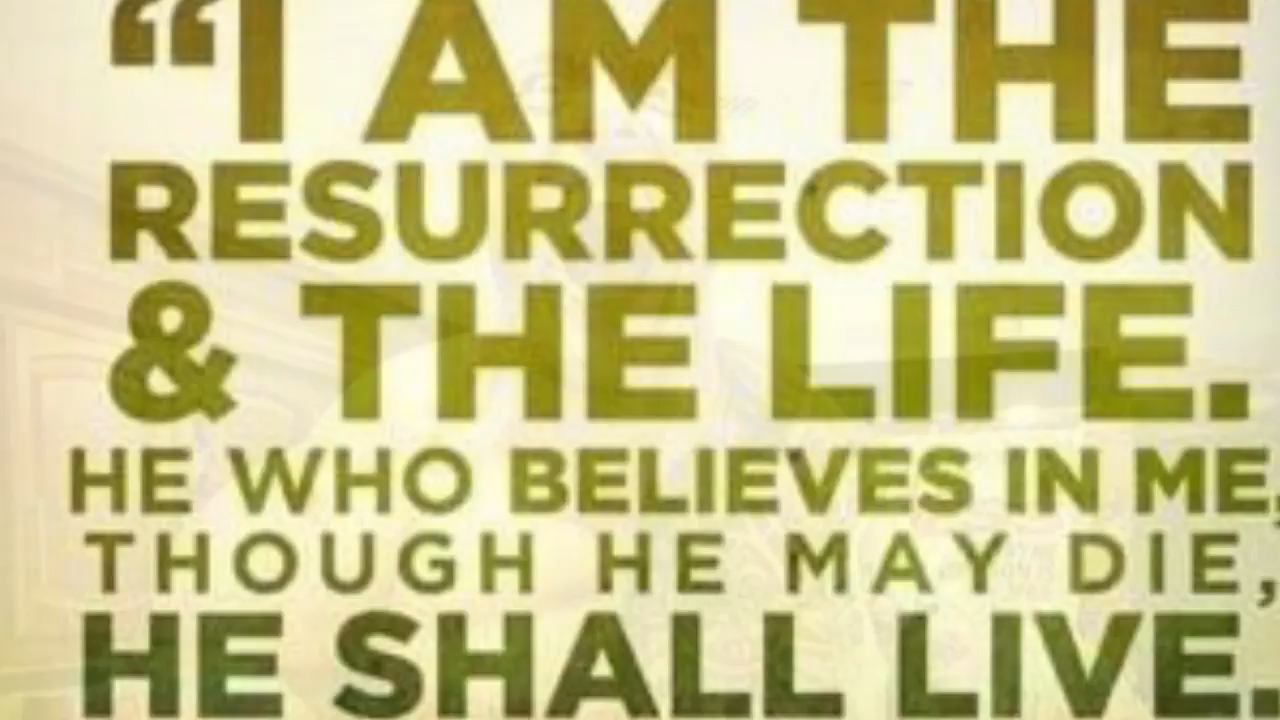 “I AM THE
RESURRECTION
& THE LIFE.
HE WHO BELIEVES IN ME,
THOUGH HE MAY DIE,
HE SHALL LIVE.